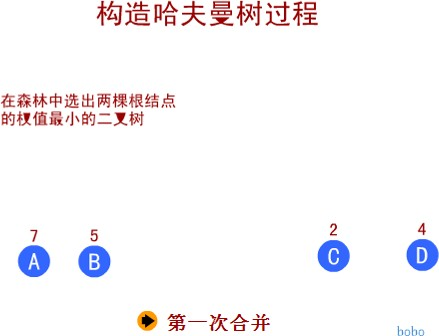 构造哈夫曼树过程
在森林中选出两棵根结点
的权值最小的二叉树
7 5 2 4
A B C D
第一次合并
bobo